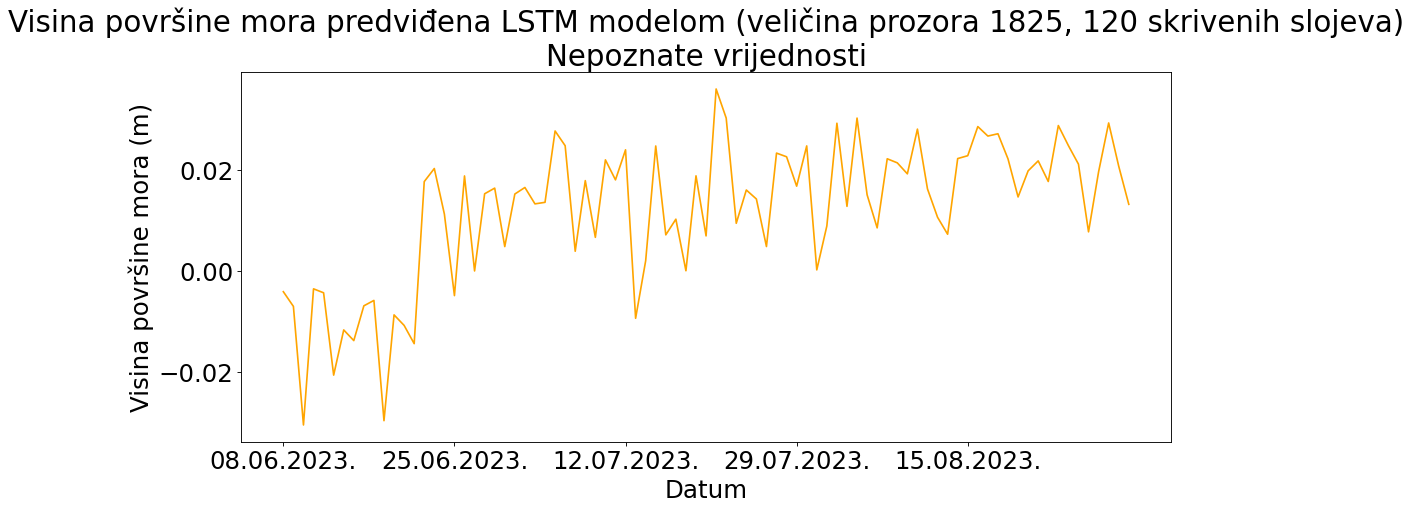 Visina površine mora predviđena LSTM modelom (veličina prozora 1825, 120 skrivenih slojeva)
Nepoznate vrijednosti
Visina površine mora (m)
0.02
0.00
−0.02
08.06.2023. 25.06.2023. 12.07.2023. 29.07.2023. 15.08.2023.
Datum